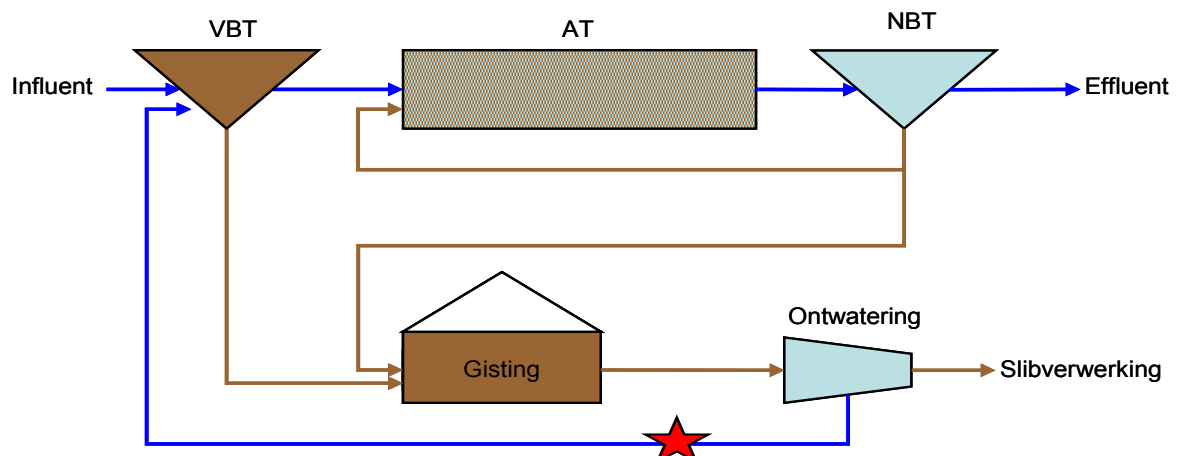 VBT
AT
NBT
Influent
Effluent
Ontwatering
Gisting
Slibverwerking